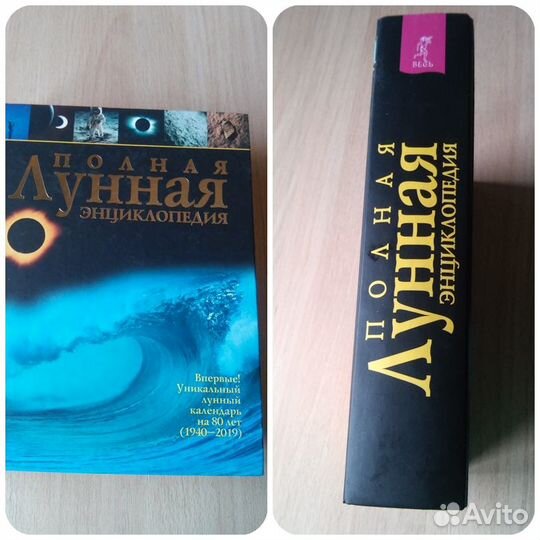 ПОЛНАЯ
Лунная
ЭНЦИКЛОПЕДИЯ
Впервые!
Уникальный
лунный
календарь
на 80 лет
(1940—2019)
ВЕСЬ
ПОЛНАЯ
Лунная
ЭНЦИКЛОПЕДИЯ
Avito